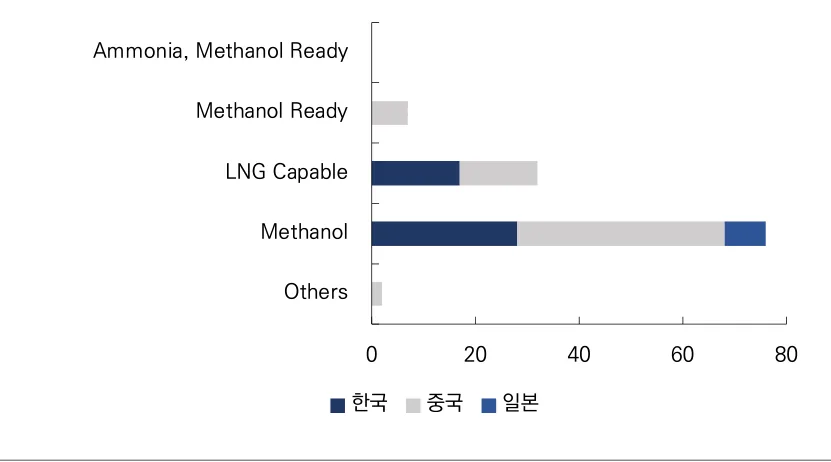 Ammonia, Methanol Ready
Methanol Ready
LNG Capable
Methanol
Others
0 20 40 60 80
한국 중국 일본